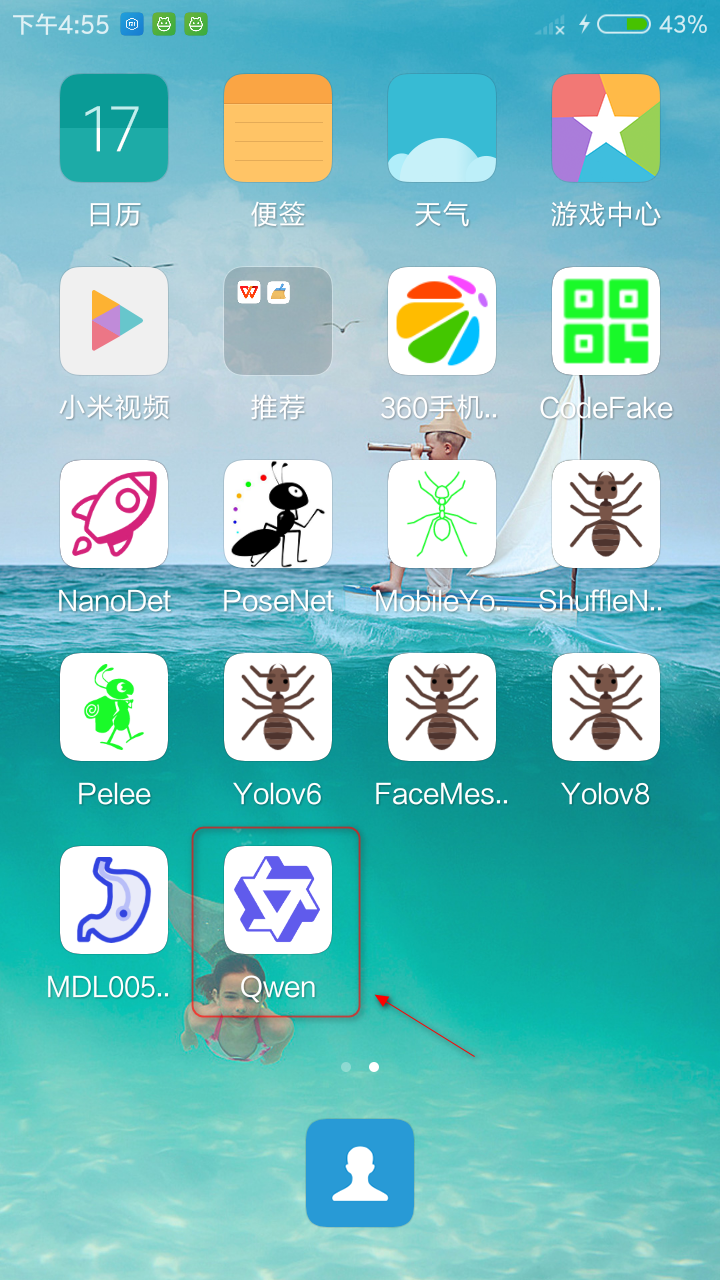 下午4:55
43%
17
日历
便签
天气
游戏中心
小米视频
推荐
360手机..
CodeFake
NanoDet
PoseNet
MobileYo..
ShuffleN..
Pelee
Yolov6
FaceMes..
Yolov8
MDL005..
Qwen